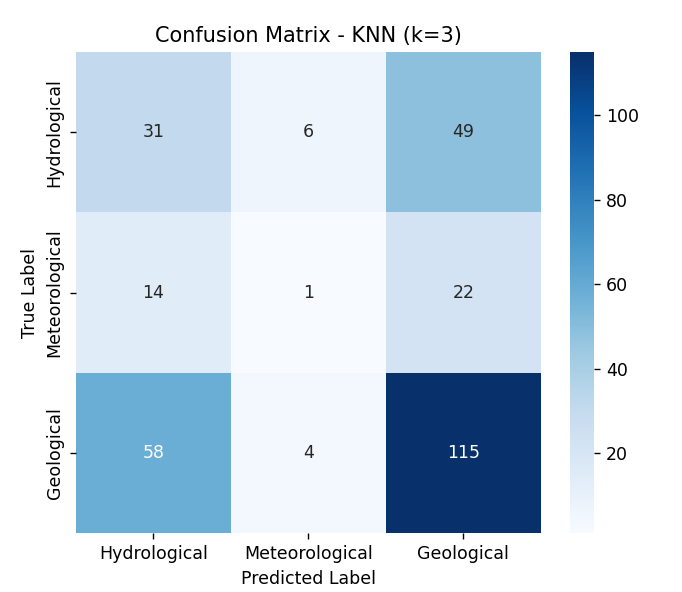 Confusion Matrix - KNN (k=3)
True Label
Hydrological
Meteorological
Geological
31 6 49
14 1 22
58 4 115
Hydrological Meteorological Geological
Predicted Label
100
80
60
40
20